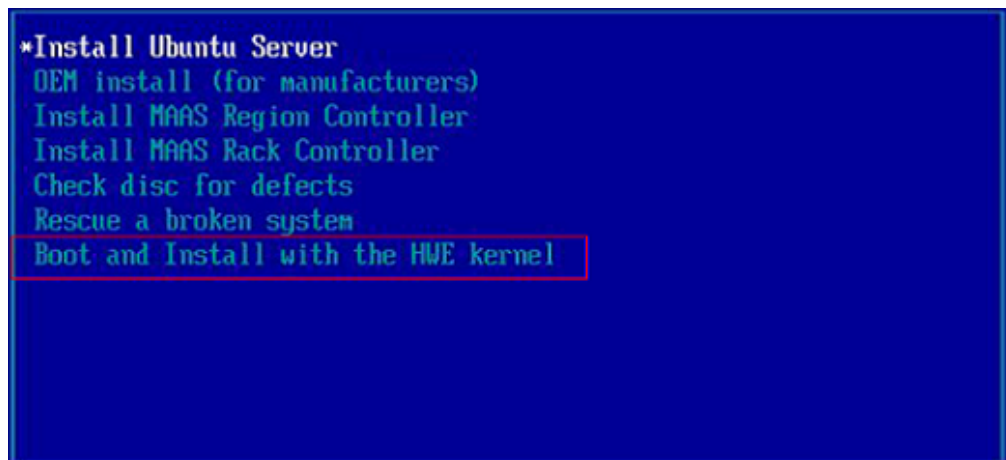 *Install Ubuntu Server
OEM install (for manufacturers)
Install MAAS Region Controller
Install MAAS Rack Controller
Check disc for defects
Rescue a broken system
Boot and Install with the HWE kernel